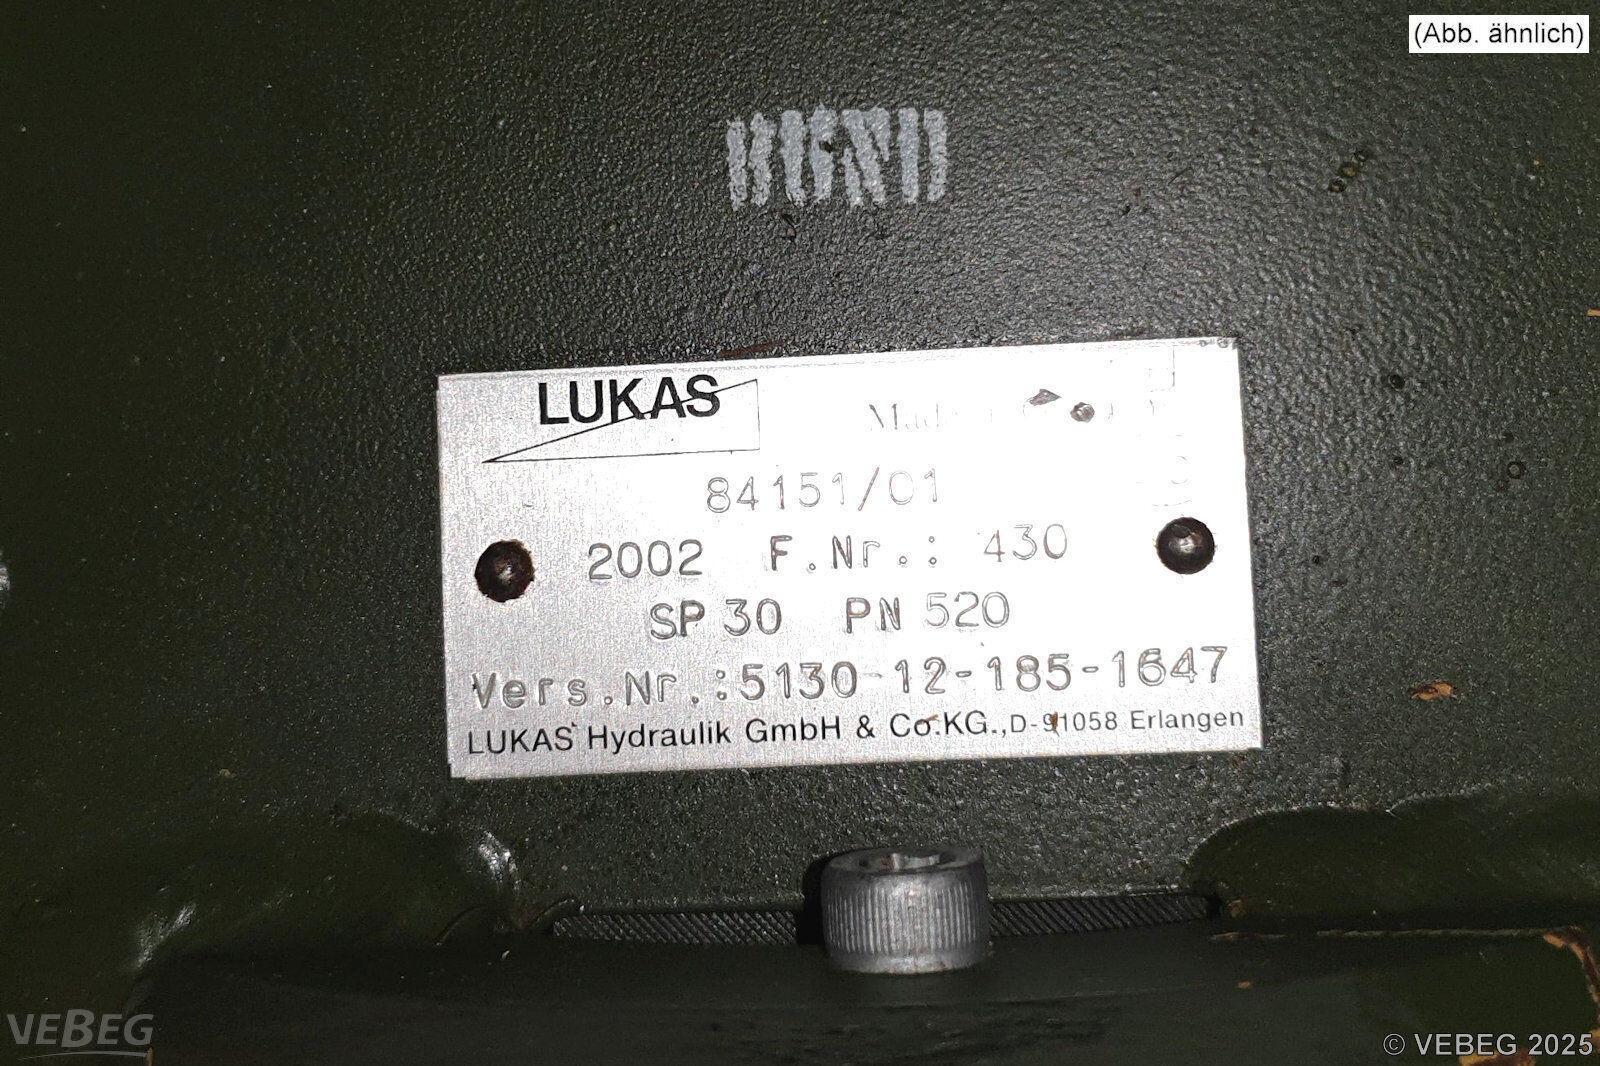 (Abb. ähnlich)
LUKAS
84151/01
2002 F.Nr.: 430
SP 30 PN 520
Vers.Nr.:5130-12-185-1647
LUKAS Hydraulik GmbH & Co.KG.,D-91058 Erlangen
VEBEG
© VEBEG 2025